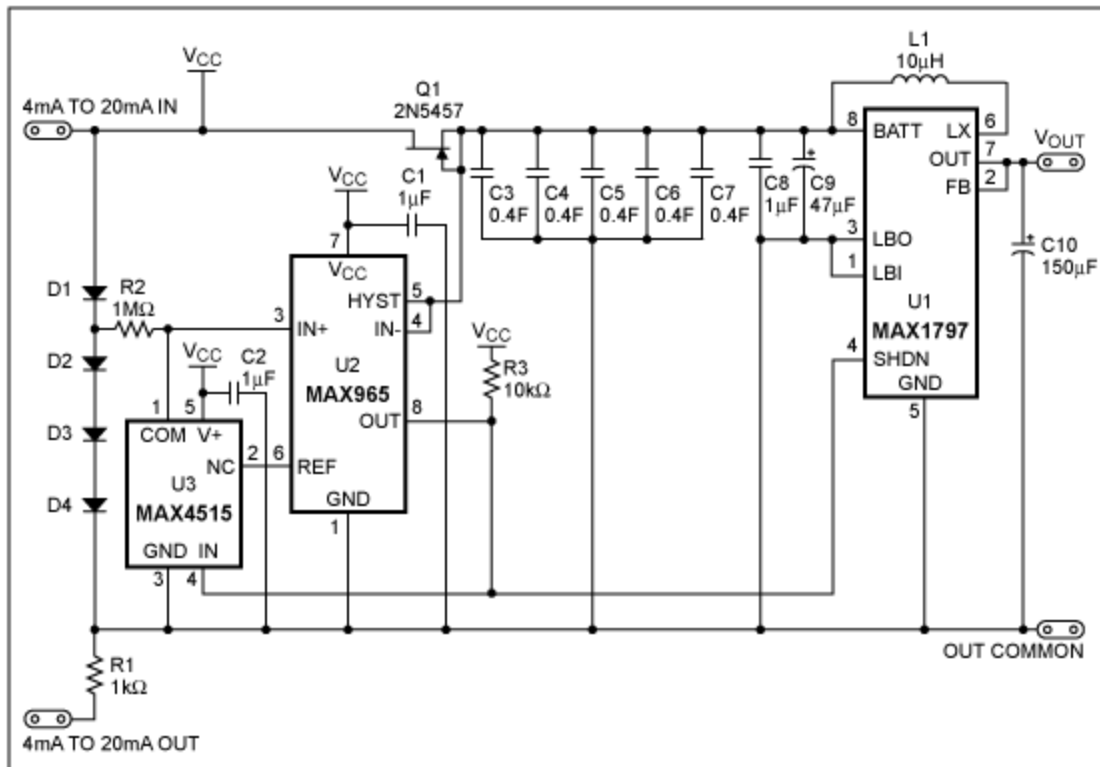 VCC
4mA TO 20mA IN
Q1
2N5457
L1
10μH
8
BATT
LX
6
VOUT
7
OUT
2
FB
VCC
C1
1μF
C3
0.4F
C4
0.4F
C5
0.4F
C6
0.4F
C7
0.4F
C8
1μF
C9
47μF
+
3
LBO
1
LBI
U1
MAX1797
C10
150μF
+
7
VCC
5
HYST
4
IN-
3
IN+
U2
MAX965
8
OUT
6
REF
GND
1
D1
R2
1MΩ
D2
VCC
C2
1μF
VCC
R3
10kΩ
4
SHDN
GND
5
D3
1
5
COM
V+
2
NC
U3
MAX4515
D4
GND
IN
3
4
OUT COMMON
R1
1kΩ
4mA TO 20mA OUT